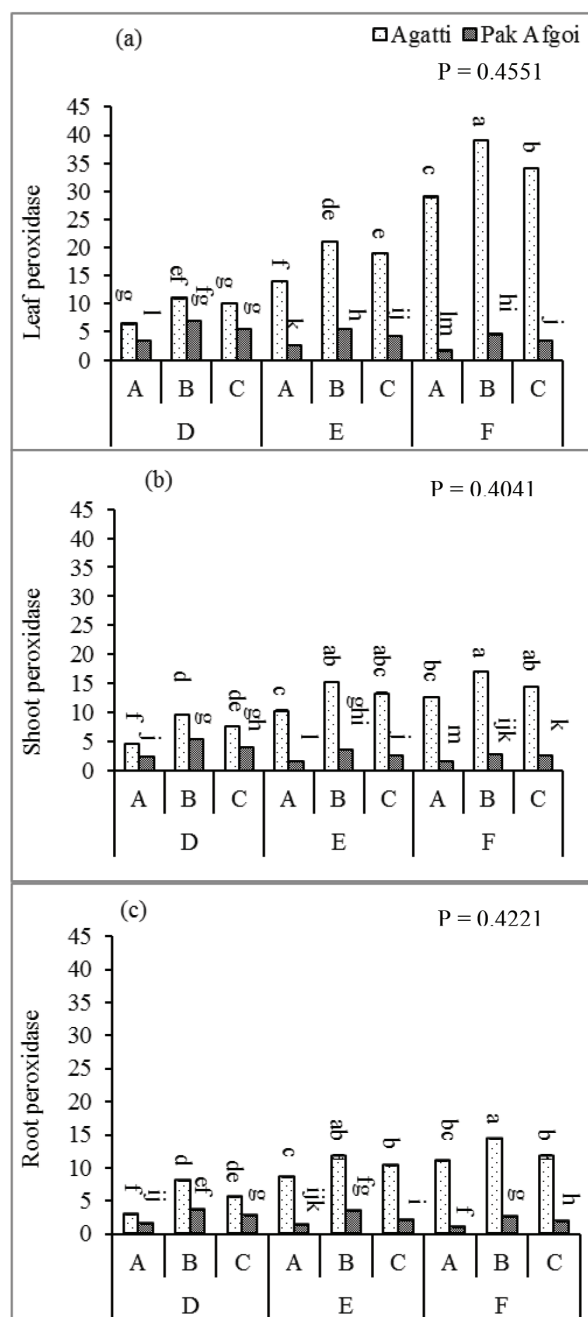 (a)
Agatti Pak Afgoi
P = 0.4551
Leaf peroxidase
45
40
35
30
25
20
15
10
5
0
g l ef fg g g f k de h e ij c lm a hi b j
A B C A B C A B C
D E F
(b)
P = 0.4041
Shoot peroxidase
45
40
35
30
25
20
15
10
5
0
f j d g de gh c l ab ghi abc j bc m a ijk ab k
A B C A B C A B C
D E F
(c)
P = 0.4221
Root peroxidase
45
40
35
30
25
20
15
10
5
0
f ij d ef de g c ijk ab fg b i bc f a g b h
A B C A B C A B C
D E F